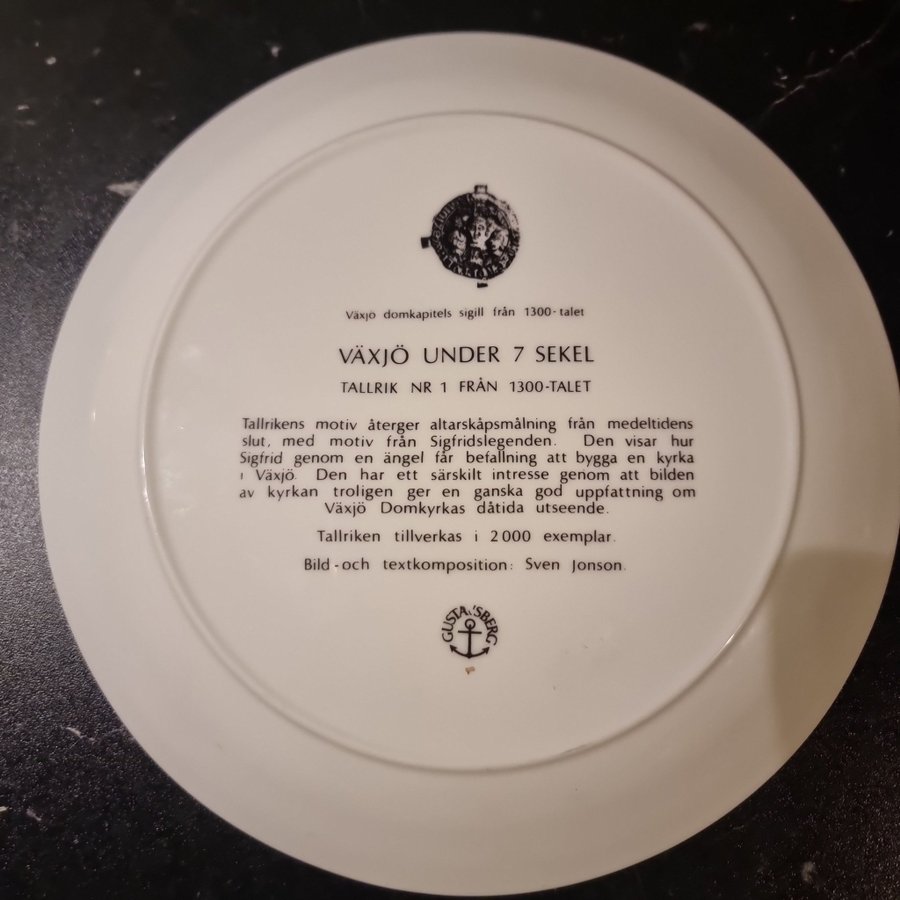 Växjö domkapitels sigill från 1300-talet
VÄXJÖ UNDER 7 SEKEL
TALLRIK NR 1 FRÅN 1300-TALET
Tallrikens motiv återger altarskåpsmålning från medeltidens
slut, med motiv från Sigfridslegenden. Den visar hur
Sigfrid genom en ängel får befallning att bygga en kyrka
i Växjö. Den har ett särskilt intresse genom att bilden
av kyrkan troligen ger en ganska god uppfattning om
Växjö Domkyrkas dåtida utseende.
Tallriken tillverkas i 2000 exemplar.
Bild-och textkomposition: Sven Jonson.
GUSTAVSBERG